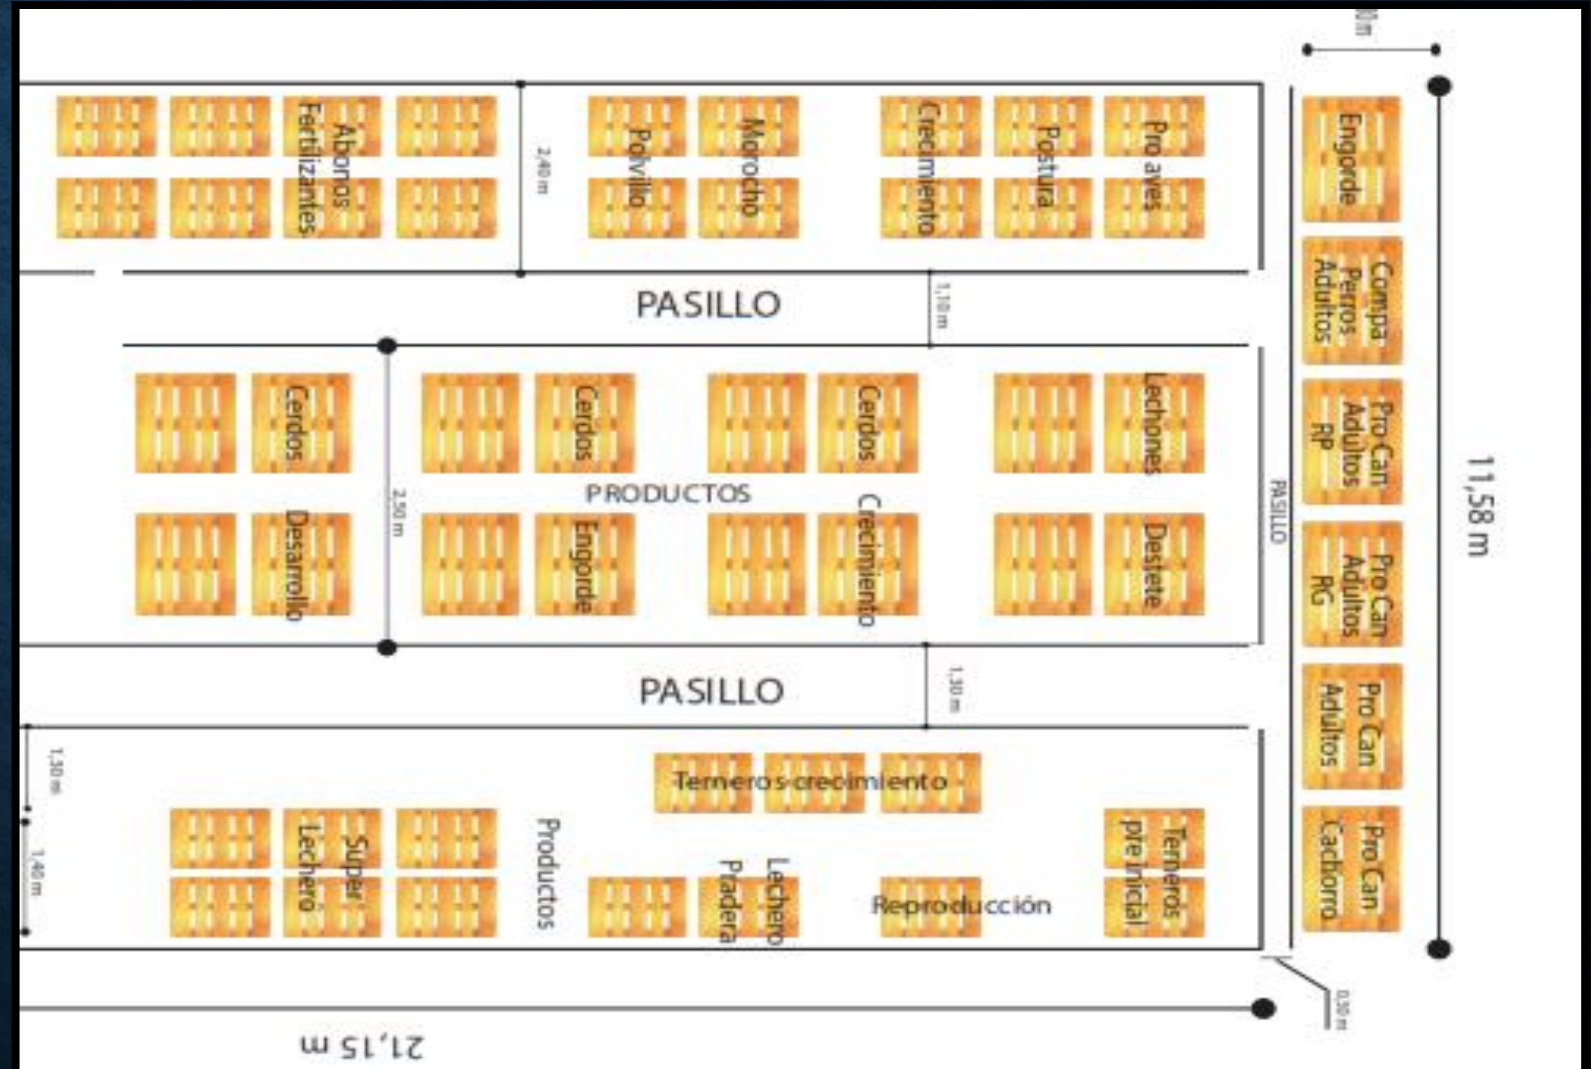 Abonos
Fertilizantes
Polvillo
Morocho
Crecimiento
Postura
Pro aves
2,40 m
PASILLO
1,10 m
Cerdos
Desarrollo
2,50 m
Cerdos
Engorde
PRODUCTOS
Cerdos
Crecimiento
Lechones
Destete
PASILLO
PASILLO
1,30 m
1,30 m
1,40 m
Super
Lechero
Productos
Terneros crecimiento
Lechero
Pradera
Reproducción
Terneros
pre inicial
Engorde
Compa
Perros
Adultos
Pro Can
Adultos
RP
Pro Can
Adultos
RG
Pro Can
Adultos
Pro Can
Cachorro
11,58 m
0,50 m
21,15 m